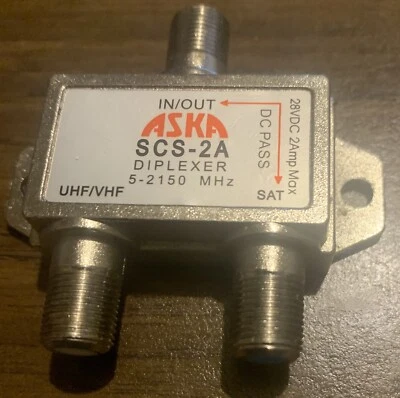 IN/OUT
ASKA
SCS-2A
DIPLEXER
5-2150 MHz
UHF/VHF
SAT
DC PASS
28VDC 2Amp Max